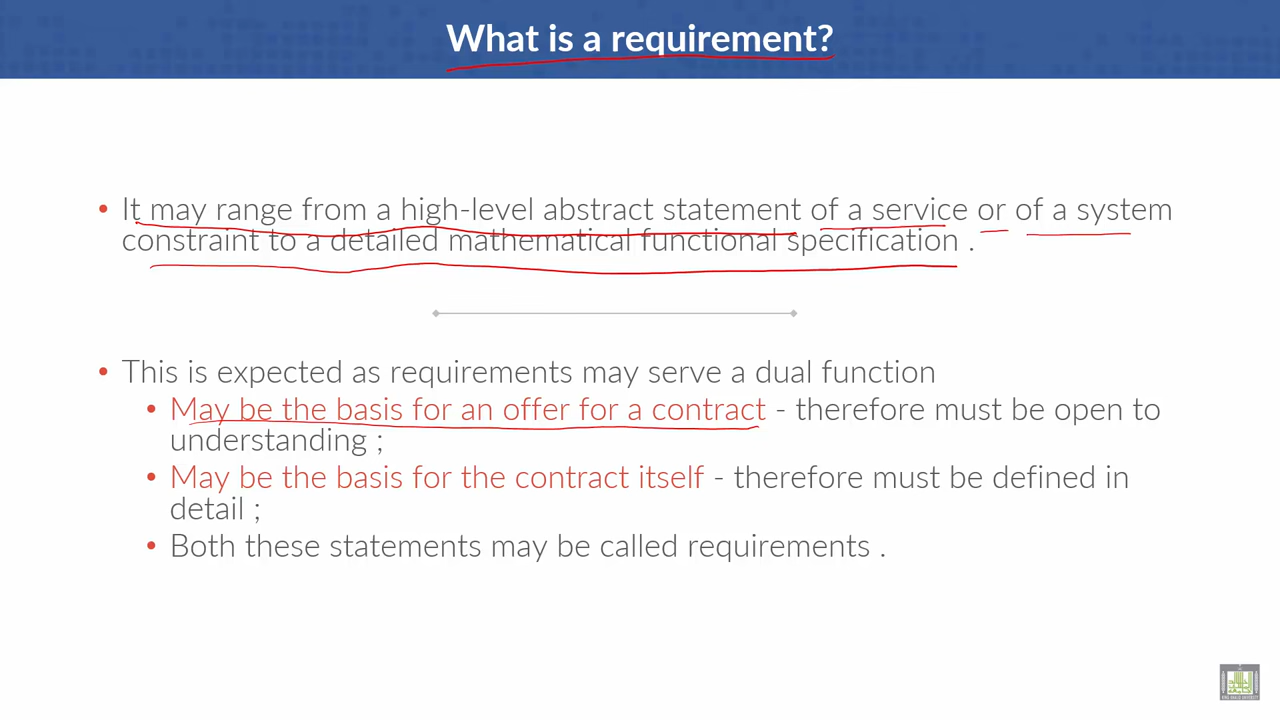 What is a requirement?
• It may range from a high-level abstract statement of a service or of a system
constraint to a detailed mathematical functional specification .
• This is expected as requirements may serve a dual function
• May be the basis for an offer for a contract - therefore must be open to
understanding ;
• May be the basis for the contract itself - therefore must be defined in
detail ;
• Both these statements may be called requirements .